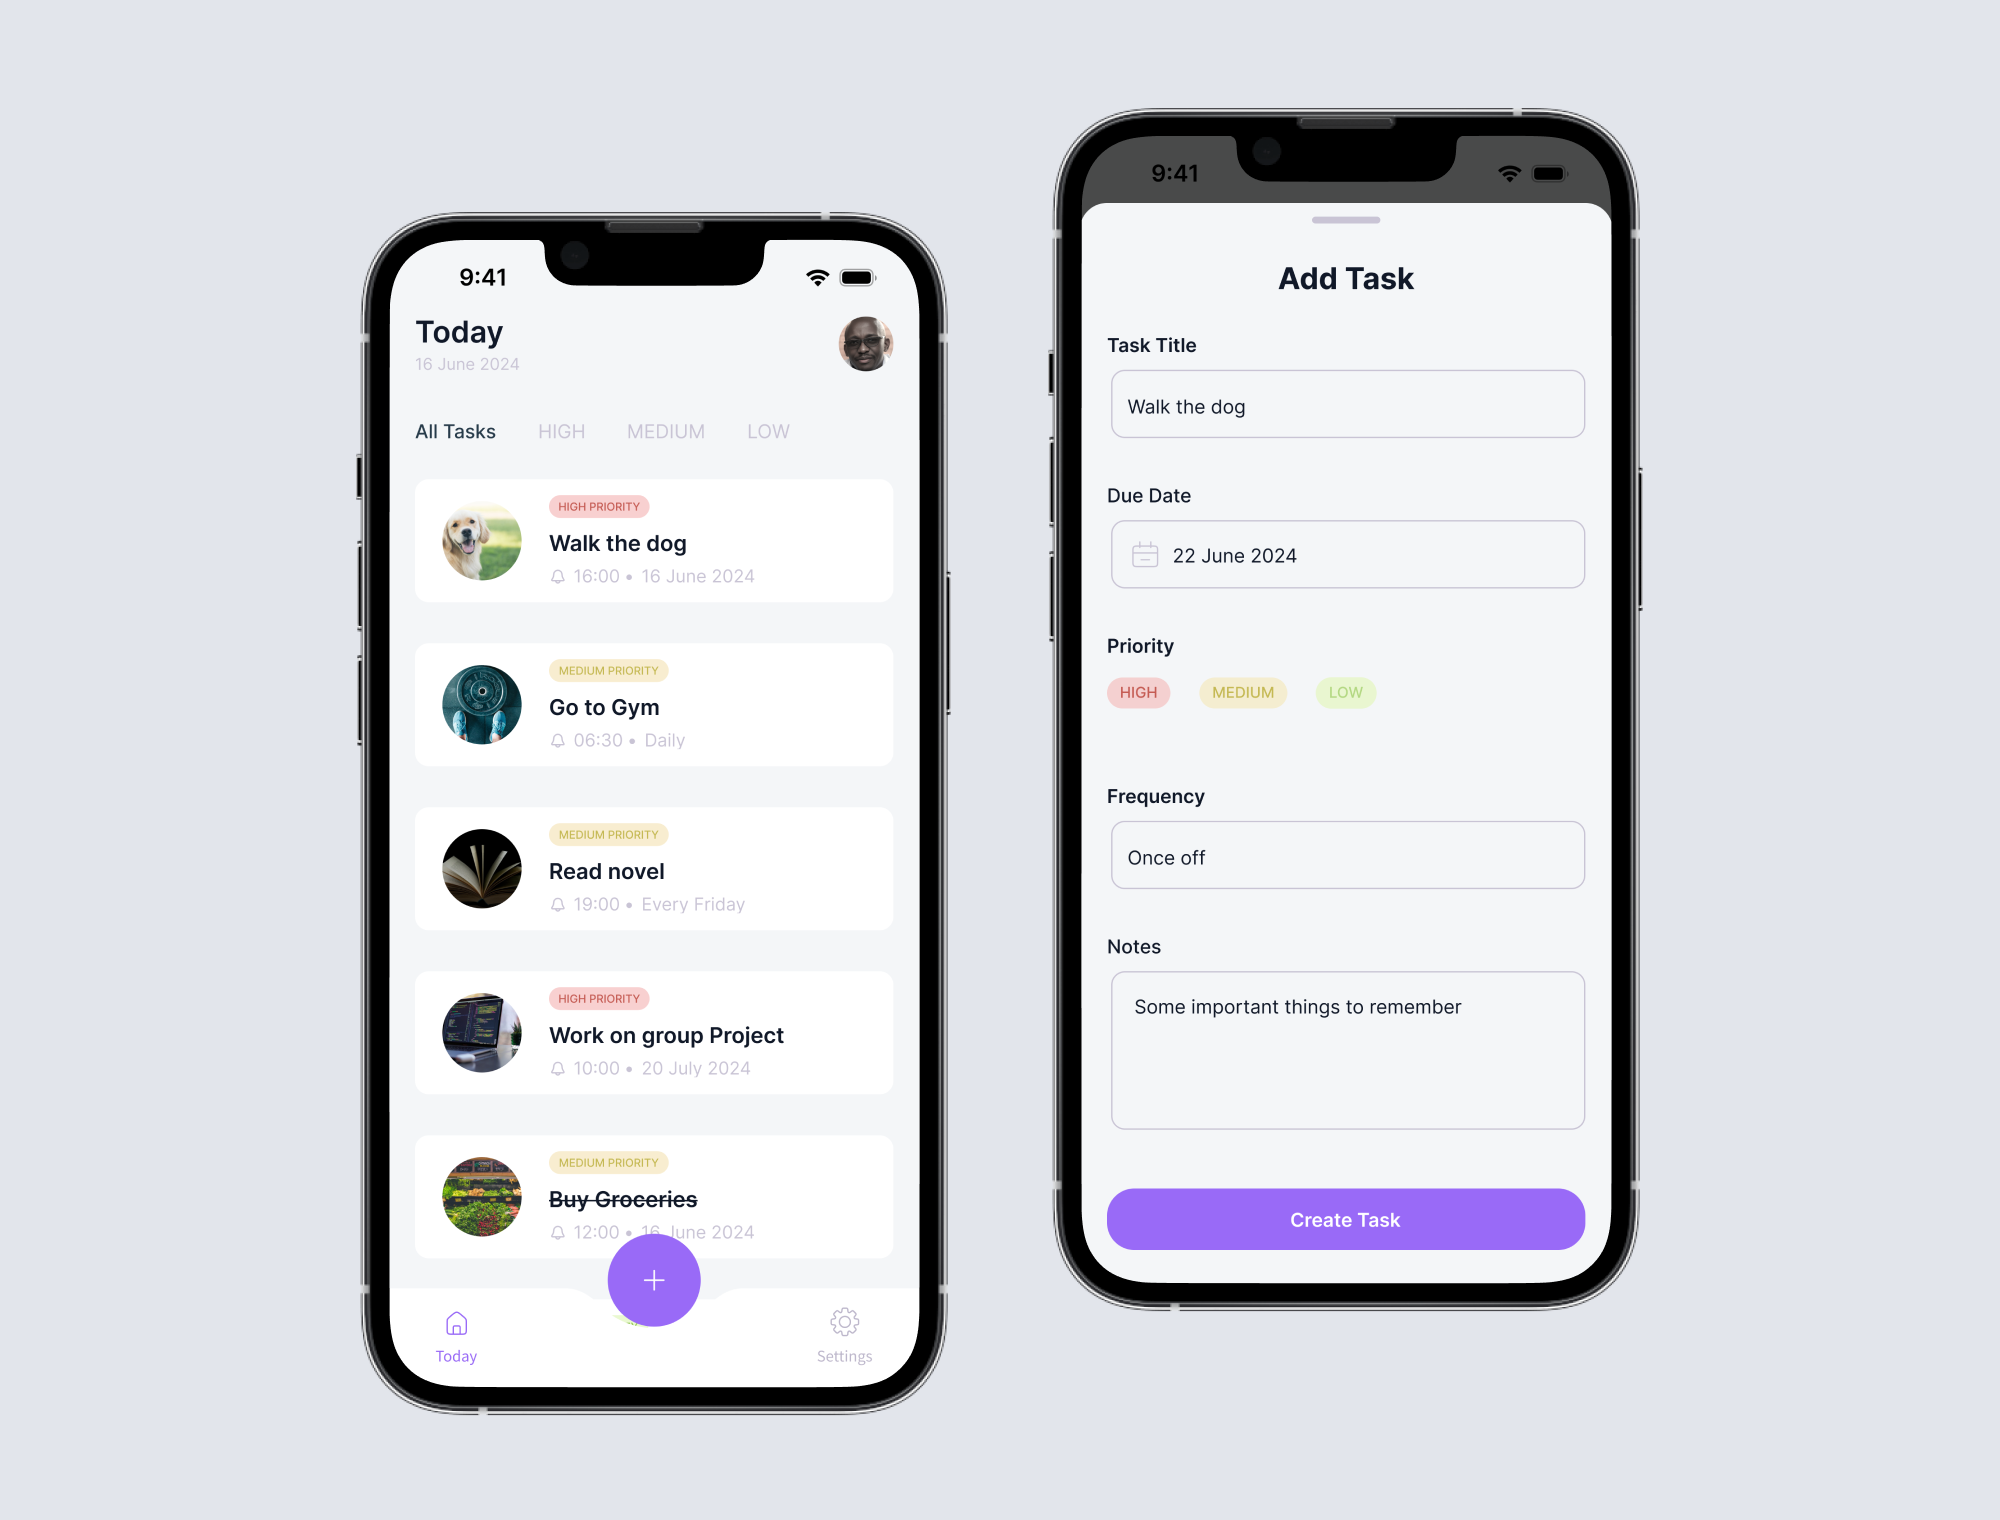 9:41
Today
16 June 2024
All Tasks HIGH MEDIUM LOW
HIGH PRIORITY
Walk the dog
16:00 • 16 June 2024
MEDIUM PRIORITY
Go to Gym
06:30 • Daily
MEDIUM PRIORITY
Read novel
19:00 • Every Friday
HIGH PRIORITY
Work on group Project
10:00 • 20 July 2024
MEDIUM PRIORITY
Buy Groceries
12:00 • 16 June 2024
Today
Settings
9:41
Add Task
Task Title
Walk the dog
Due Date
22 June 2024
Priority
HIGH MEDIUM LOW
Frequency
Once off
Notes
Some important things to remember
Create Task